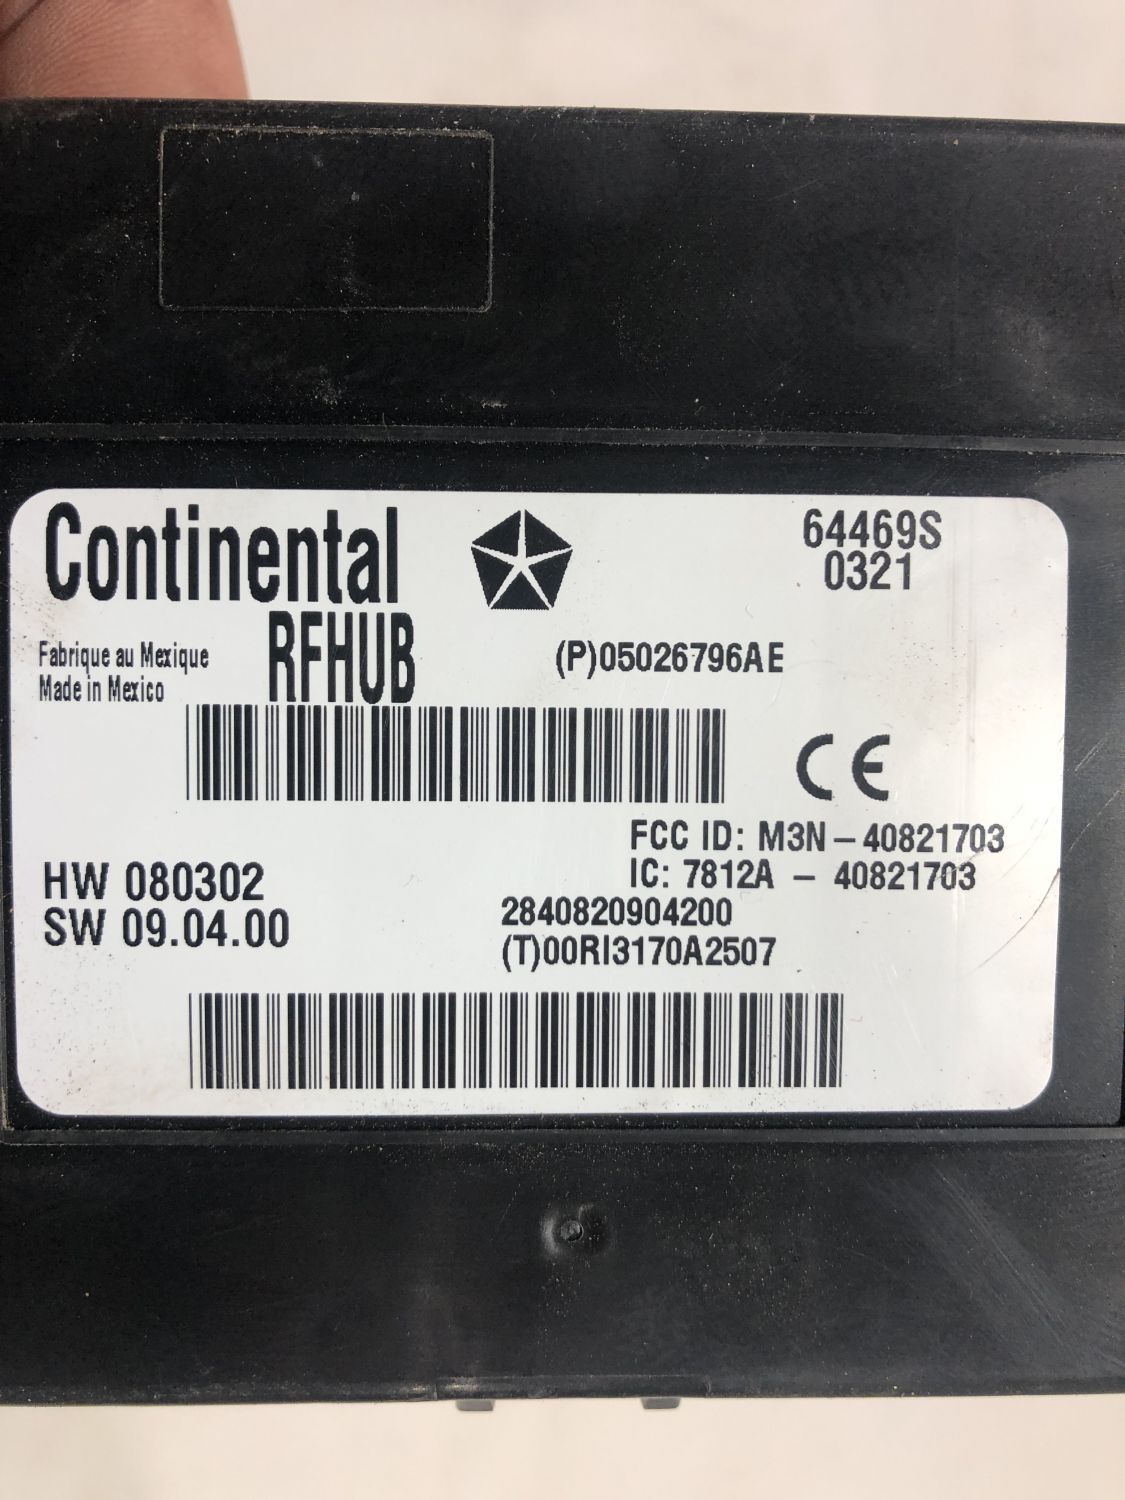 Continental
64469S
0321
RFHUB
Fabrique au Mexique
Made in Mexico
(P)05026796AE
CE
FCC ID: M3N-40821703
IC: 7812A - 40821703
HW 080302
SW 09.04.00
2840820904200
(T)00RI3170A2507